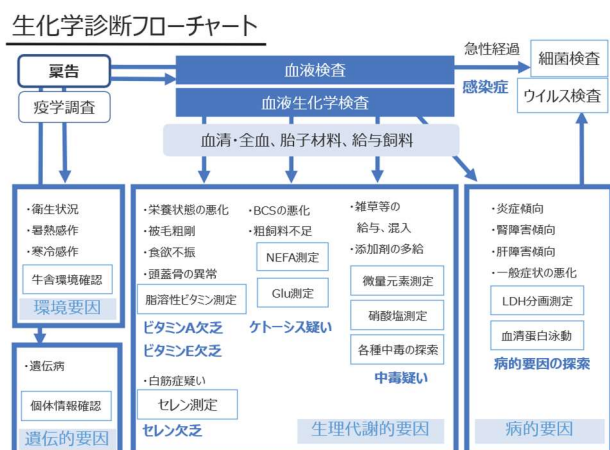 生化学診断フローチャート
稟告
疫学調査
血液検査
血液生化学検査
急性経過
感染症
細菌検査
ウイルス検査
血清・全血、胎子材料、給与飼料
・衛生状況
・暑熱感作
・寒冷感作
牛舎環境確認
環境要因
・遺伝病
個体情報確認
遺伝的要因
・栄養状態の悪化
・被毛粗剛
・食欲不振
・頭蓋骨の異常
脂溶性ビタミン測定
ビタミンA欠乏
ビタミンE欠乏
・白筋症疑い
セレン測定
セレン欠乏
・BCSの悪化
・粗飼料不足
NEFA測定
Glu測定
ケトーシス疑い
・雑草等の
給与、混入
・添加剤の多給
微量元素測定
硝酸塩測定
各種中毒の探索
中毒疑い
生理代謝的要因
・炎症傾向
・腎障害傾向
・肝障害傾向
・一般症状の悪化
LDH分画測定
血清蛋白泳動
病的要因の探索
病的要因